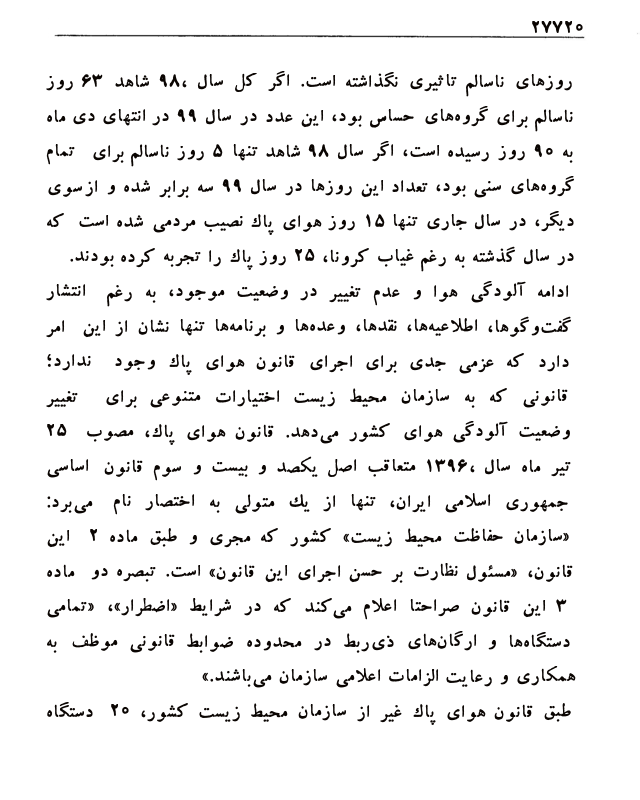 ۲۷۷۲۰
روزهای ناسالم تاثیری نگذاشته است. اگر کل سال ،۹۸ شاهد ۶۳ روز
ناسالم برای گروه‌های حساس بود، این عدد در سال ۹۹ در انتهای دی ماه
به ۹۰ روز رسیده است، اگر سال ۹۸ شاهد تنها ۵ روز ناسالم برای تمام
گروه‌های سنی بود، تعداد این روزها در سال ۹۹ سه برابر شده و ازسوی
دیگر، در سال جاری تنها ۱۵ روز هوای پاك نصیب مردمی شده است که
در سال گذشته به رغم غیاب کرونا، ۲۵ روز پاك را تجربه کرده بودند.
ادامه آلودگی هوا و عدم تغییر در وضعیت موجود، به رغم انتشار
گفت‌وگوها، اطلاعیه‌ها، نقدها، وعده‌ها و برنامه‌ها تنها نشان از این امر
دارد که عزمی جدی برای اجرای قانون هوای پاك وجود ندارد؛
قانونی که به سازمان محیط زیست اختیارات متنوعی برای تغییر
وضعیت آلودگی هوای کشور می‌دهد. قانون هوای پاك، مصوب ۲۵
تیر ماه سال ،۱۳۹۶ متعاقب اصل یکصد و بیست و سوم قانون اساسی
جمهوری اسلامی ایران، تنها از یك متولی به اختصار نام می‌برد:
«سازمان حفاظت محیط زیست» کشور که مجری و طبق ماده ۲ این
قانون، «مسئول نظارت بر حسن اجرای این قانون» است. تبصره دو ماده
۳ این قانون صراحتا اعلام می‌کند که در شرایط «اضطرار»، «تمامی
دستگاه‌ها و ارگان‌های ذی‌ربط در محدوده ضوابط قانونی موظف به
همکاری و رعایت الزامات اعلامی سازمان می‌باشند.»
طبق قانون هوای پاك غیر از سازمان محیط زیست کشور، ۲۰ دستگاه